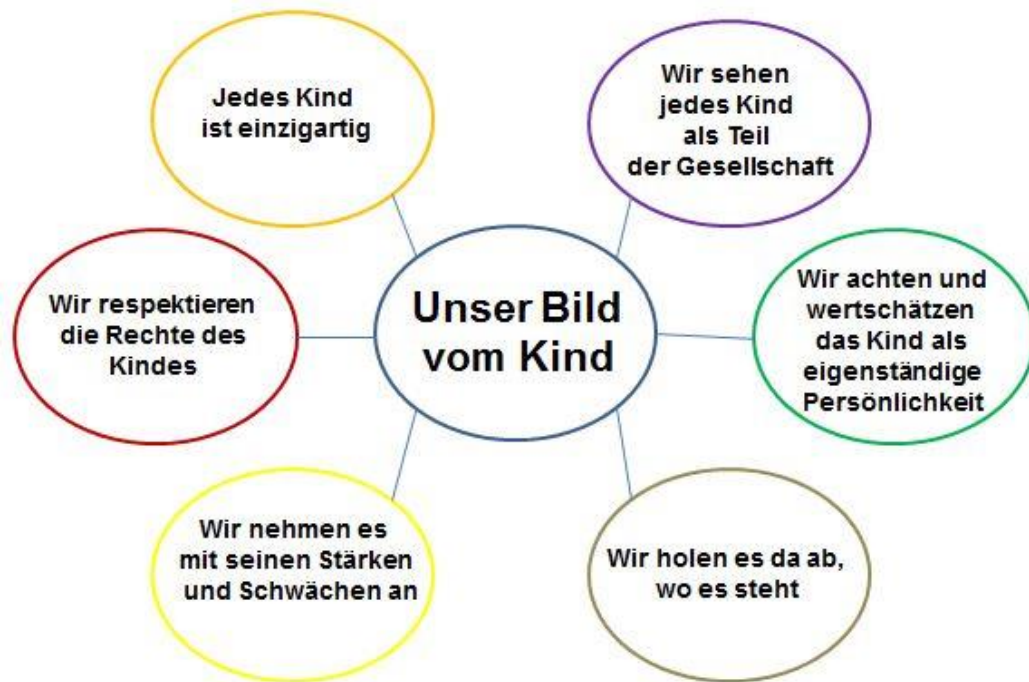 Jedes Kind
ist einzigartig
Wir sehen
jedes Kind
als Teil
der Gesellschaft
Wir respektieren
die Rechte des
Kindes
Unser Bild
vom Kind
Wir achten und
wertschätzen
das Kind als
eigenständige
Persönlichkeit
Wir nehmen es
mit seinen Stärken
und Schwächen an
Wir holen es da ab,
wo es steht